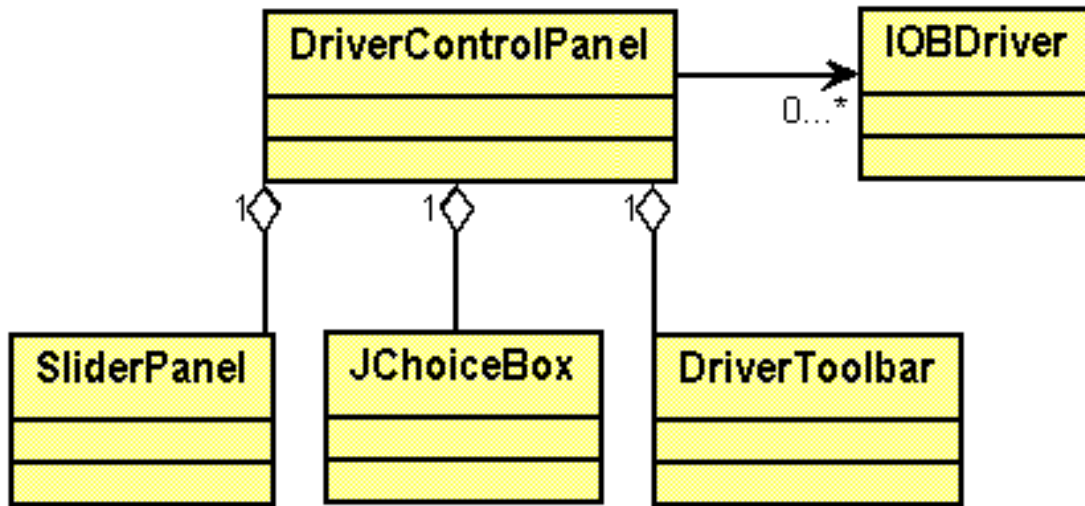 DriverControlPanel
IOBDriver
0...*
1
1
1
SliderPanel
JChoiceBox
DriverToolbar